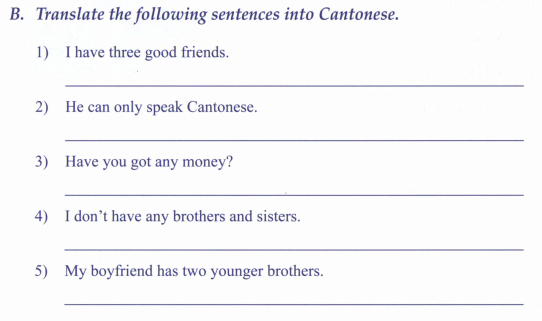 B. Translate the following sentences into Cantonese.
1) I have three good friends.
2) He can only speak Cantonese.
3) Have you got any money?
4) I don't have any brothers and sisters.
5) My boyfriend has two younger brothers.